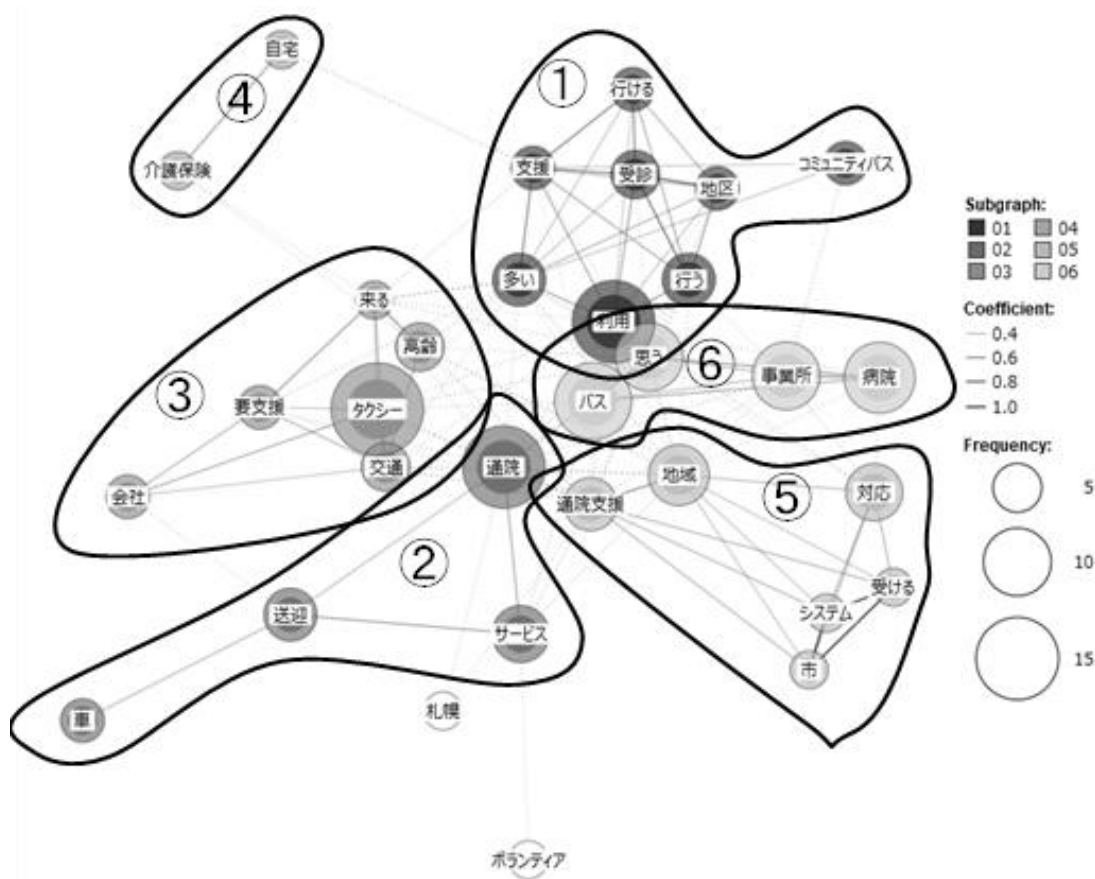 自宅
④
介護保険
①
行ける
支援
受診
地区
コミュニティバス
多い
行う
利用
来る
高齢
③
要支援
タクシー
交通
会社
思う
⑥
バス
事業所
病院
通院
②
送迎
サービス
車
札幌
ボランティア
通院支援
地域
⑤
対応
受ける
システム
市
Subgraph:
01 04
02 05
03 06
Coefficient:
0.4
0.6
0.8
1.0
Frequency:
5
10
15